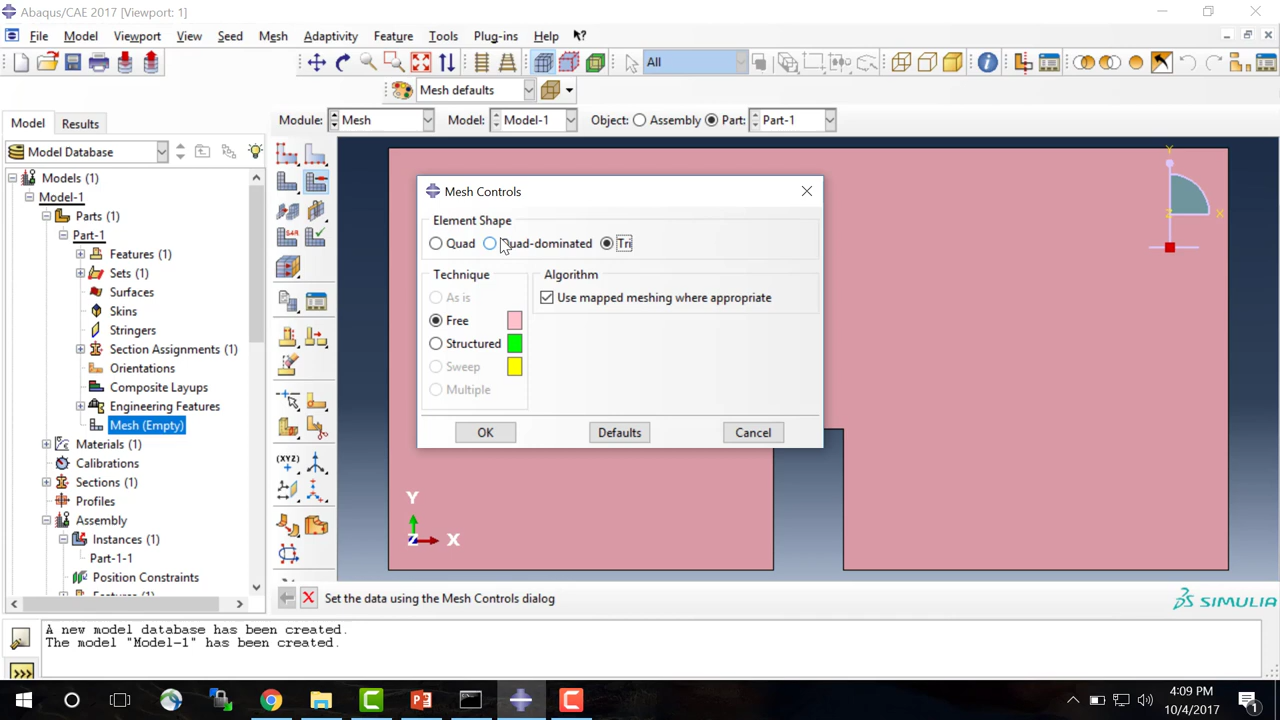 Abaqus/CAE 2017 [Viewport: 1]
File Model Viewport View Seed Mesh Adaptivity Feature Tools Plug-ins Help
All
Mesh defaults
Model Results
Module: Mesh Model: Model-1 Object: Assembly Part: Part-1
Model Database
Models (1)
Model-1
Parts (1)
Part-1
Features (1)
Sets (1)
Surfaces
Skins
Stringers
Section Assignments (1)
Orientations
Composite Layups
Engineering Features
Mesh (Empty)
Materials (1)
Calibrations
Sections (1)
Profiles
Assembly
Instances (1)
Part-1-1
Position Constraints
Mesh Controls
Element Shape
Quad Quad-dominated Tri
Technique
As is
Free
Structured
Sweep
Multiple
Algorithm
Use mapped meshing where appropriate
OK Defaults Cancel
Y
X
Z
Y
X
(XYZ)
Set the data using the Mesh Controls dialog
SIMULIA
A new model database has been created.
The model "Model-1" has been created.
>>>
4:09 PM
10/4/2017